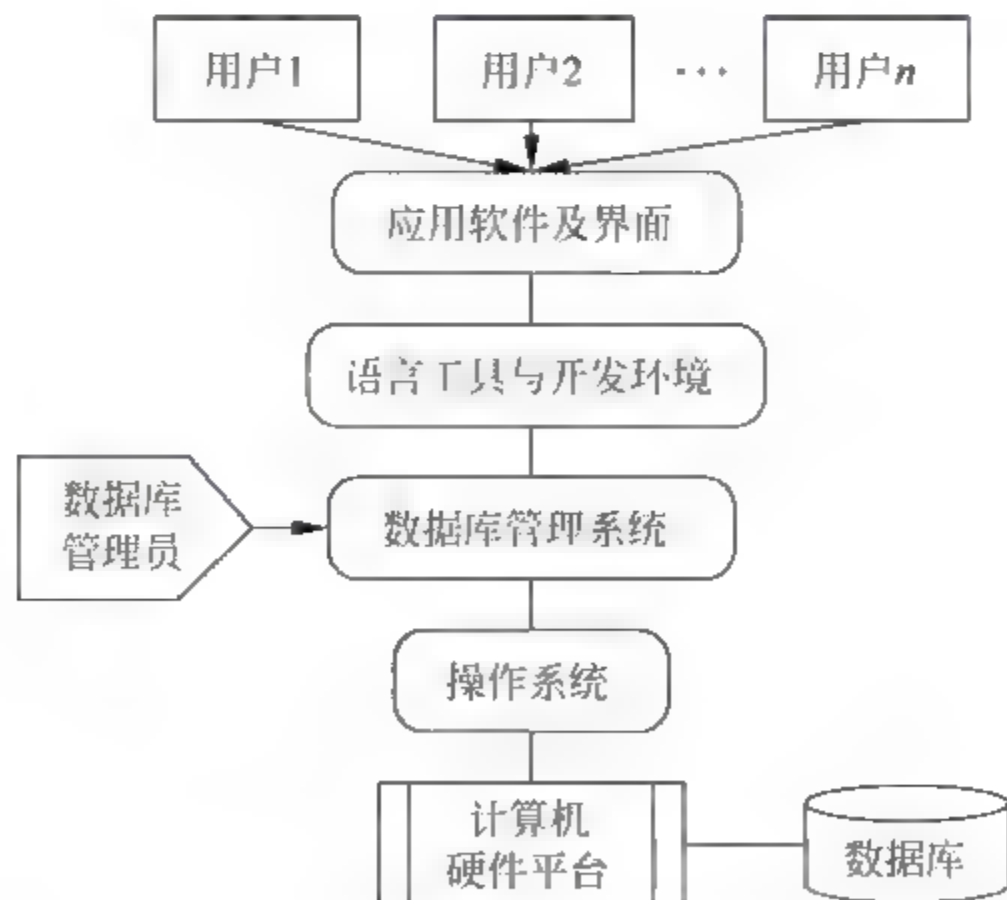 用户1
用户2
…
用户n
应用软件及界面
语言工具与开发环境
数据库
管理员
数据库管理系统
操作系统
计算机
硬件平台
数据库